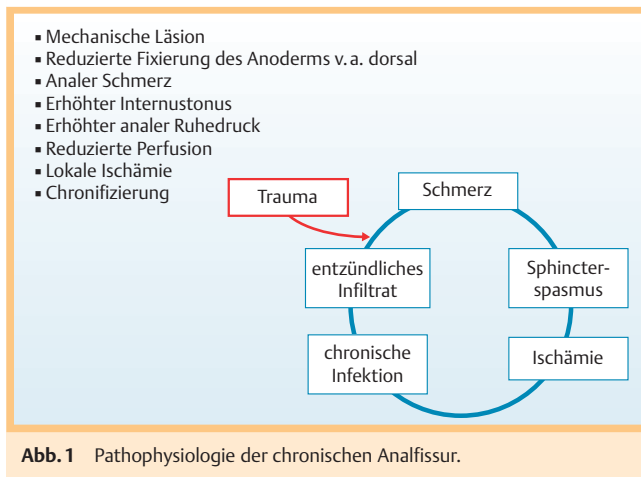 ▪ Mechanische Läsion
▪ Reduzierte Fixierung des Anoderms v. a. dorsal
▪ Analer Schmerz
▪ Erhöhter Internustonus
▪ Erhöhter analer Ruhedruck
▪ Reduzierte Perfusion
▪ Lokale Ischämie
▪ Chronifizierung
Trauma
Schmerz
entzündliches
Infiltrat
Sphincter-
spasmus
chronische
Infektion
Ischämie
Abb. 1 Pathophysiologie der chronischen Analfissur.